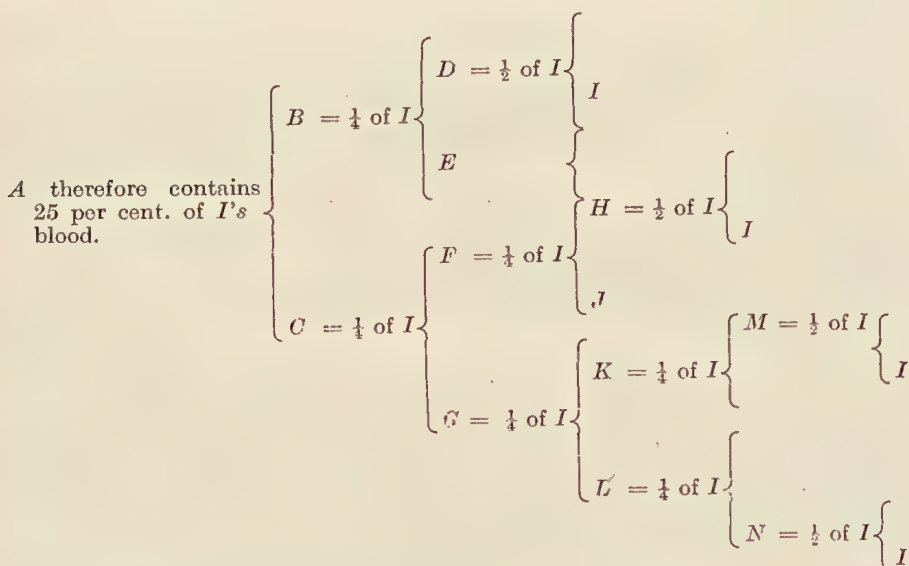 D = ½ of I
I
B = ¼ of I
E
A therefore contains
25 per cent. of I's
blood.
H = ½ of I
I
F = ¼ of I
J
C = ¼ of I
M = ½ of I
I
K = ¼ of I
G = ¼ of I
L = ¼ of I
N = ½ of I
I